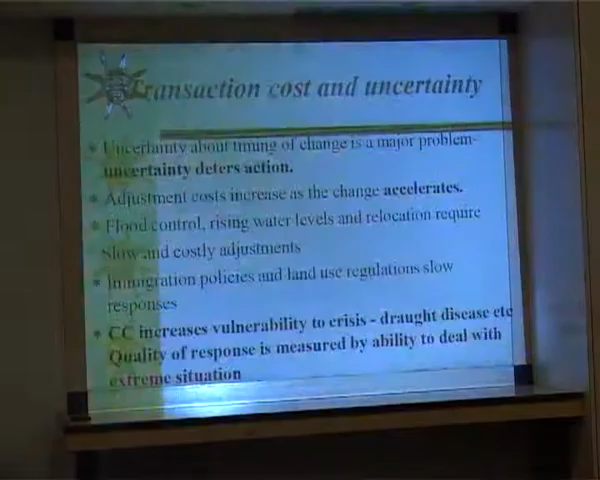 Transaction cost and uncertainty
Uncertainty about timing of change is a major problem-
uncertainty deters action.
Adjustment costs increase as the change accelerates.
Flood control, rising water levels and relocation require
Slow and costly adjustments
Immigration policies and land use regulations slow
responses
CC increases vulnerability to crisis - draught disease etc
Quality of response is measured by ability to deal with
extreme situation